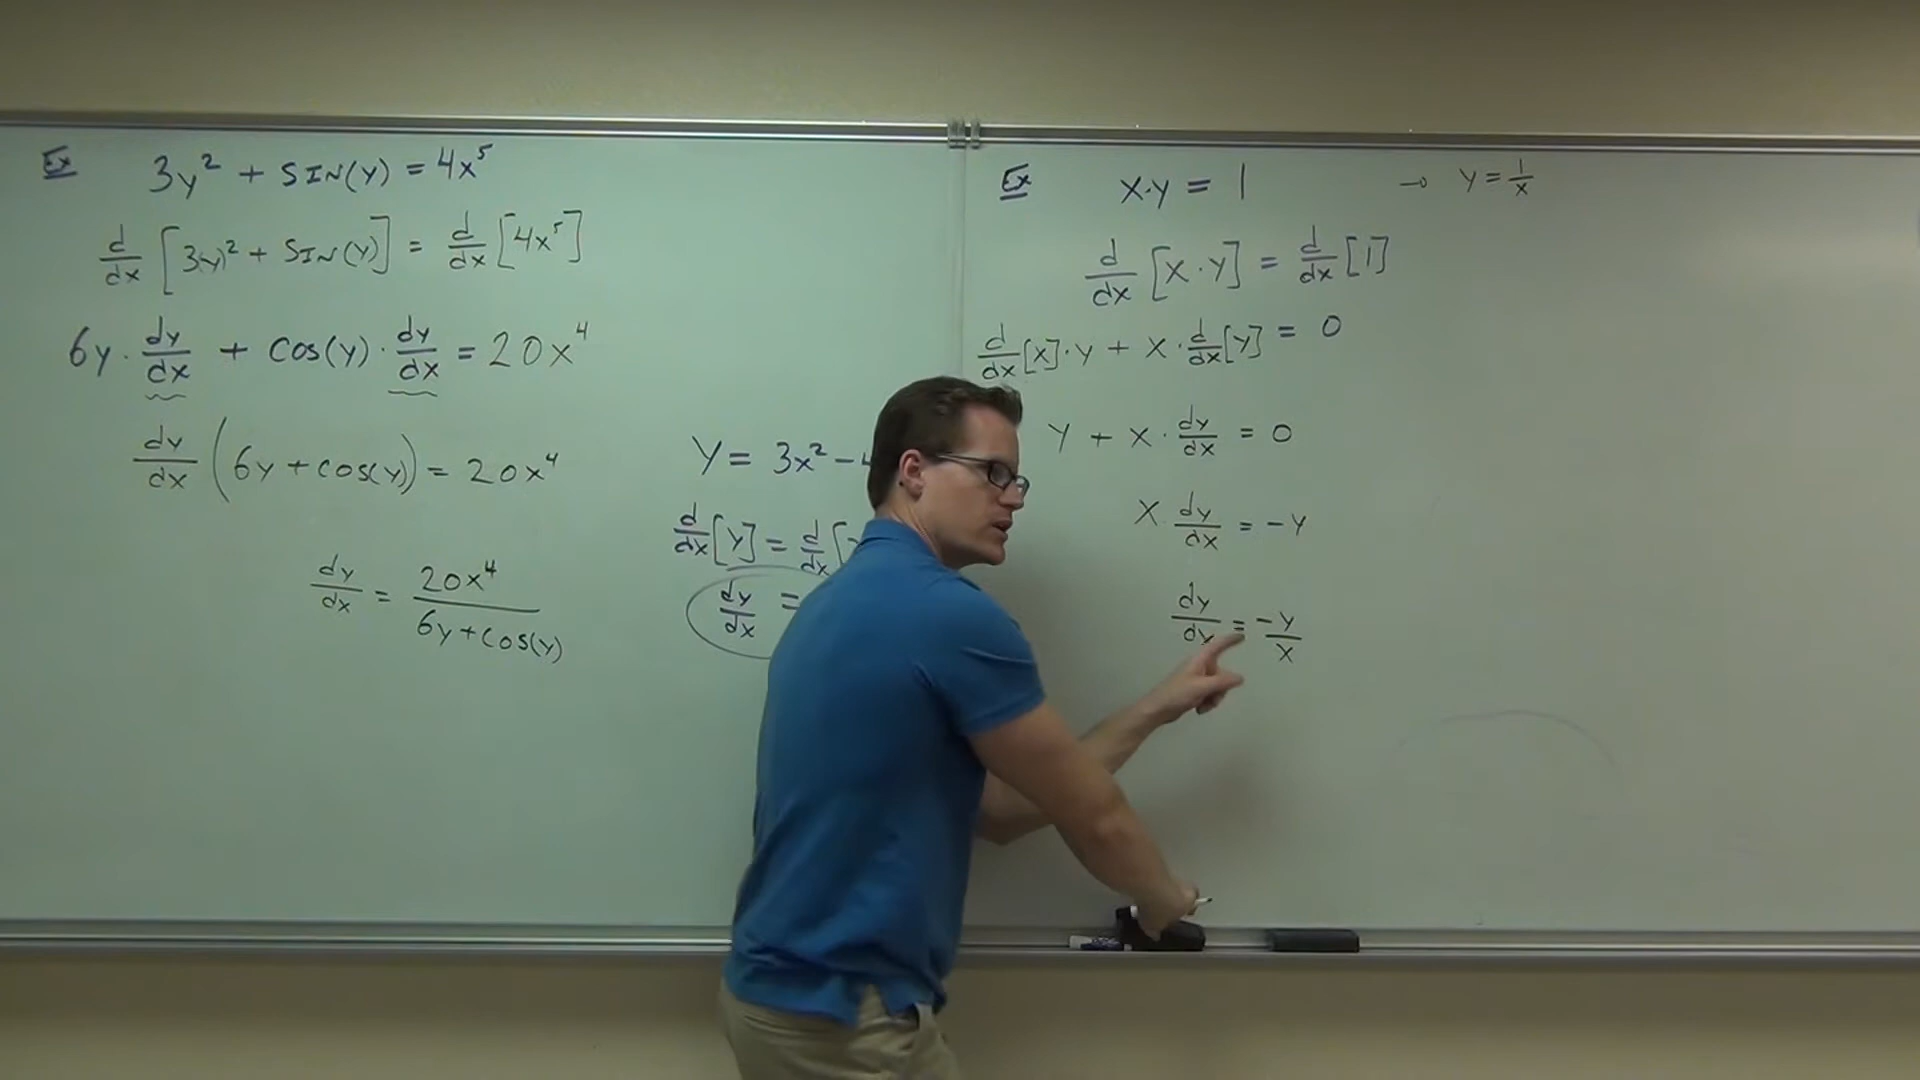 Ex 3y² + SIN(y) = 4x⁵
d/dx [3y² + SIN(y)] = d/dx [4x⁵]
6y · dy/dx + cos(y) · dy/dx = 20x⁴
dy/dx (6y + cos(y)) = 20x⁴
dy/dx = 20x⁴/(6y + cos(y))
Y = 3x² -
d/dx [y] = d/dx [
dy/dx =
Ex X·y = 1 → y = 1/x
d/dx [X · y] = d/dx [1]
d/dx [x] · y + x · d/dx [y] = 0
y + x · dy/dx = 0
X · dy/dx = -y
dy/dx = -y/x